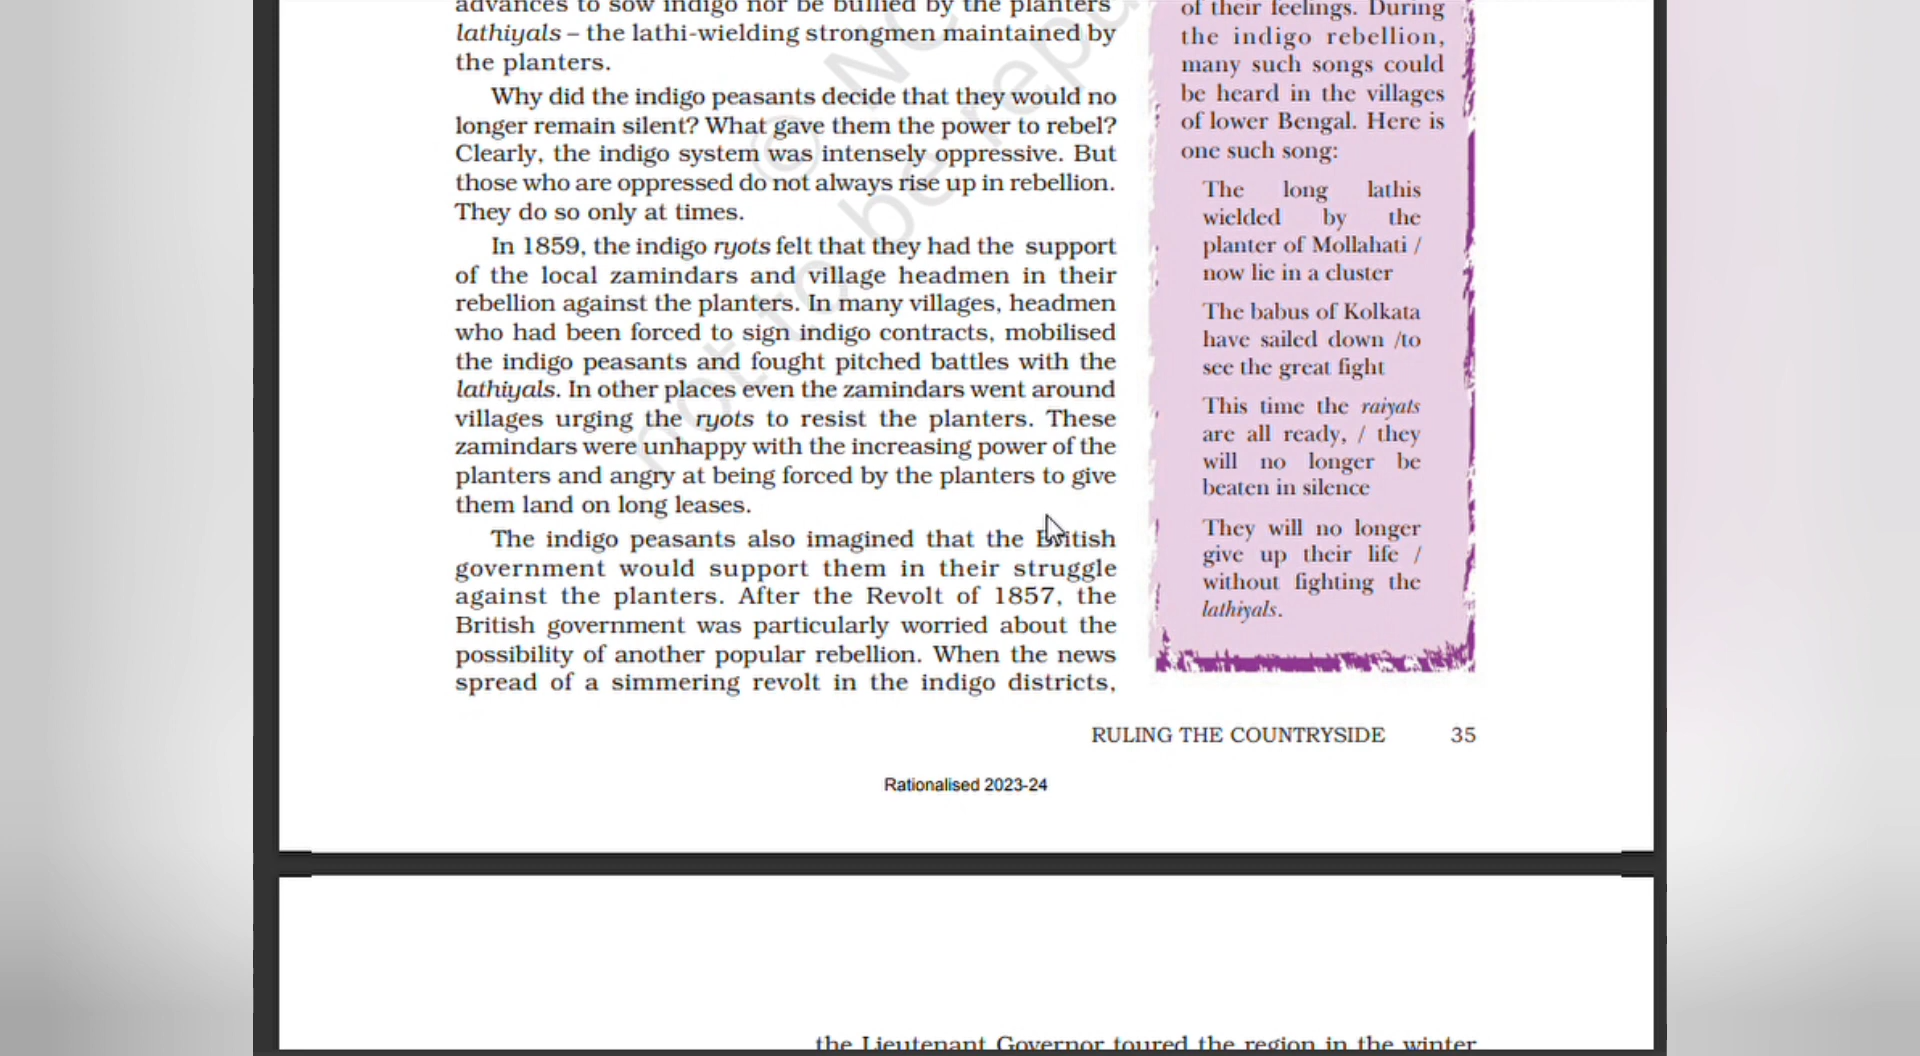 advances to sow indigo nor be bullied by the planters'
lathiyals – the lathi-wielding strongmen maintained by
the planters.
Why did the indigo peasants decide that they would no
longer remain silent? What gave them the power to rebel?
Clearly, the indigo system was intensely oppressive. But
those who are oppressed do not always rise up in rebellion.
They do so only at times.
In 1859, the indigo ryots felt that they had the support
of the local zamindars and village headmen in their
rebellion against the planters. In many villages, headmen
who had been forced to sign indigo contracts, mobilised
the indigo peasants and fought pitched battles with the
lathiyals. In other places even the zamindars went around
villages urging the ryots to resist the planters. These
zamindars were unhappy with the increasing power of the
planters and angry at being forced by the planters to give
them land on long leases.
The indigo peasants also imagined that the British
government would support them in their struggle
against the planters. After the Revolt of 1857, the
British government was particularly worried about the
possibility of another popular rebellion. When the news
spread of a simmering revolt in the indigo districts,
of their feelings. During
the indigo rebellion,
many such songs could
be heard in the villages
of lower Bengal. Here is
one such song:
The long lathis
wielded by the
planter of Mollahati /
now lie in a cluster
The babus of Kolkata
have sailed down /to
see the great fight
This time the raiyats
are all ready, / they
will no longer be
beaten in silence
They will no longer
give up their life /
without fighting the
lathiyals.
RULING THE COUNTRYSIDE 35
Rationalised 2023-24
the Lieutenant Governor toured the region in the winter
© NC
not to be repu